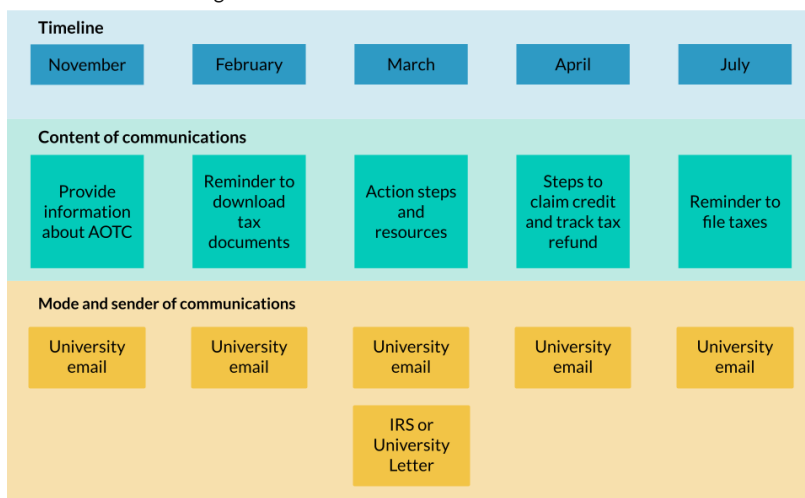 Timeline
November
February
March
April
July
Content of communications
Provide
information
about AOTC
Reminder to
download
tax
documents
Action steps
and
resources
Steps to
claim credit
and track tax
refund
Reminder to
file taxes
Mode and sender of communications
University
email
University
email
University
email
University
email
University
email
IRS or
University
Letter